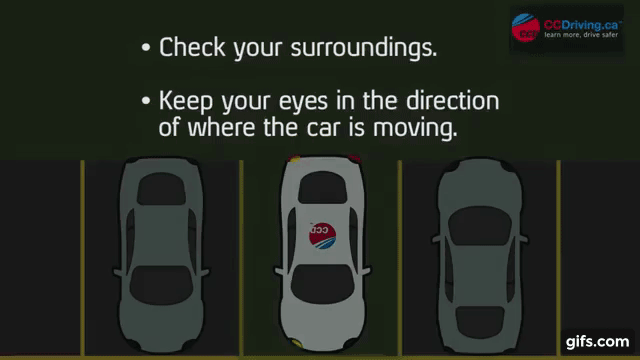 CCDriving.ca
learn more, drive safer
• Check your surroundings.
• Keep your eyes in the direction
of where the car is moving.
CCD
gifs.com